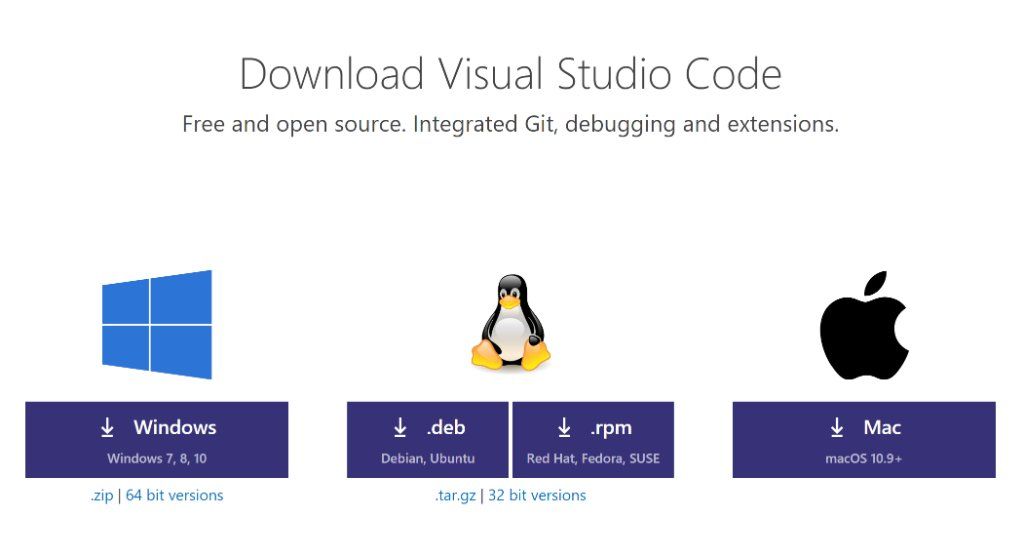 Download Visual Studio Code
Free and open source. Integrated Git, debugging and extensions.
Windows
Windows 7, 8, 10
.zip | 64 bit versions
.deb
Debian, Ubuntu
.rpm
Red Hat, Fedora, SUSE
.tar.gz | 32 bit versions
Mac
macOS 10.9+